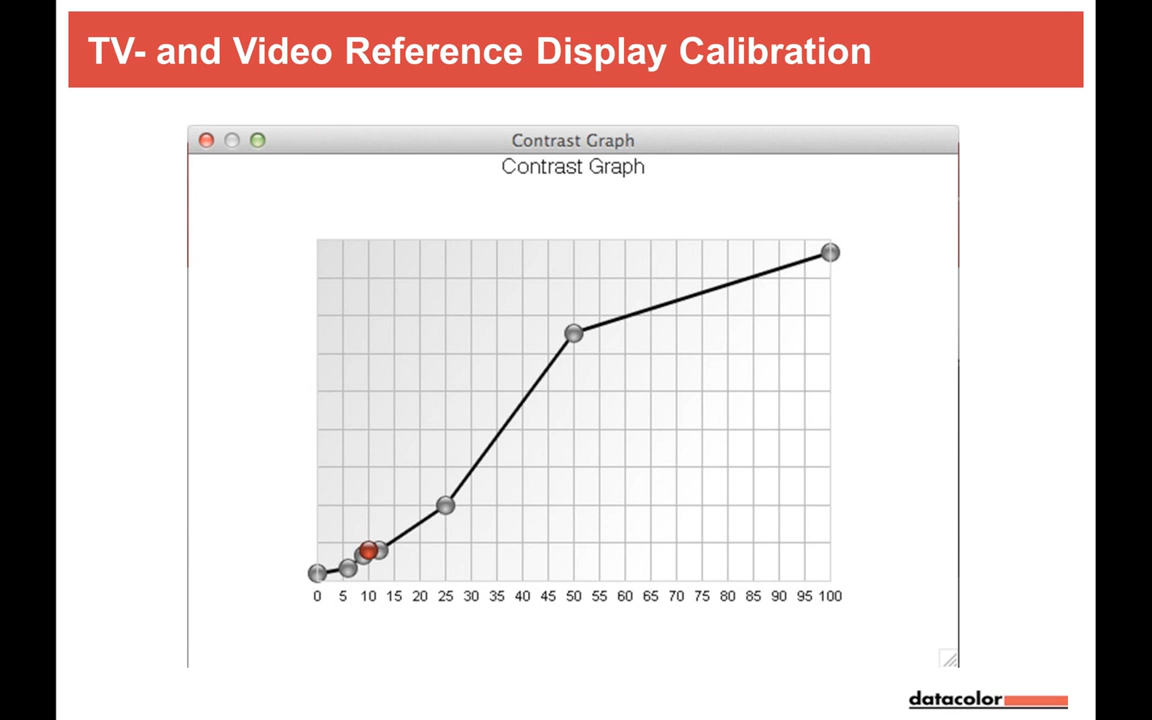 TV- and Video Reference Display Calibration
Contrast Graph
Contrast Graph
0 5 10 15 20 25 30 35 40 45 50 55 60 65 70 75 80 85 90 95 100
datacolor